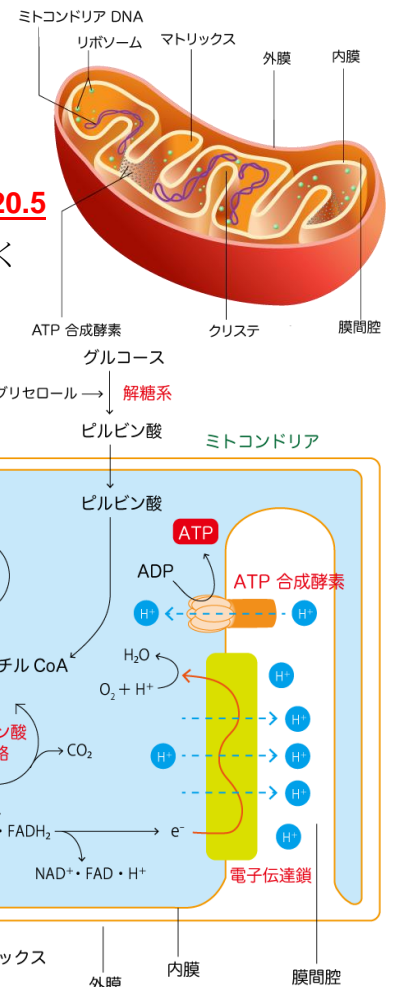 ミトコンドリア DNA
リボソーム
マトリックス
外膜
内膜
20.5
く
ATP 合成酵素
クリステ
膜間腔
グルコース
グリセロール
解糖系
ピルビン酸
ミトコンドリア
ピルビン酸
ATP
ADP
ATP 合成酵素
H⁺
H⁺
チル CoA
H₂O
O₂ + H⁺
H⁺
H⁺
ン酸
路
CO₂
H⁺
H⁺
H⁺
・FADH₂
e⁻
H⁺
NAD⁺・FAD・H⁺
電子伝達鎖
ックス
外膜
内膜
膜間腔